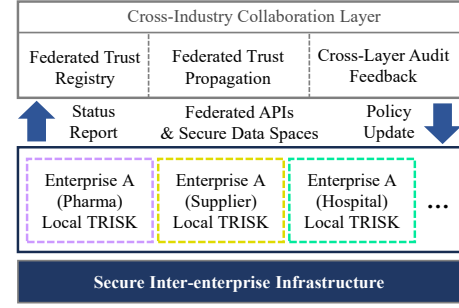 Cross-Industry Collaboration Layer
Federated Trust Registry
Federated Trust Propagation
Cross-Layer Audit Feedback
Status Report
Federated APIs & Secure Data Spaces
Policy Update
Enterprise A (Pharma) Local TRISK
Enterprise A (Supplier) Local TRISK
Enterprise A (Hospital) Local TRISK
...
Secure Inter-enterprise Infrastructure